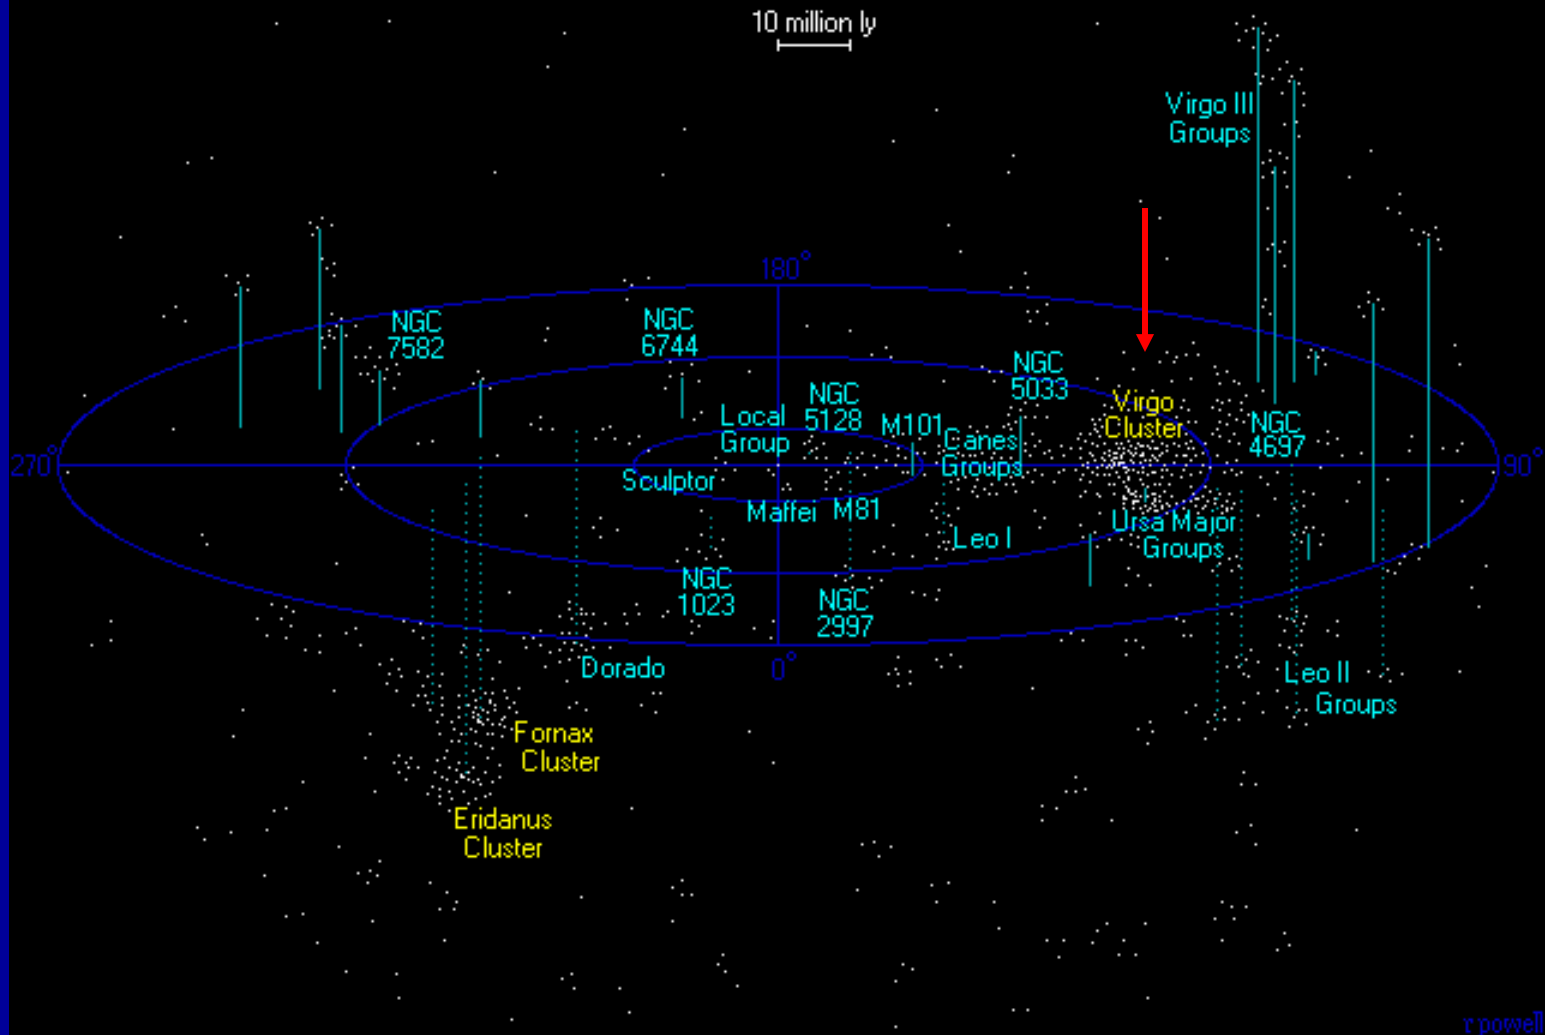 10 million ly
Virgo III
Groups
180°
NGC
7582
NGC
6744
NGC
5033
NGC
5128
Local
Group
M101
Canes
Groups
Virgo
Cluster
NGC
4697
270°
90°
Sculptor
Maffei
M81
Leo I
Ursa Major
Groups
NGC
1023
NGC
2997
Dorado
0°
Leo II
Groups
Fornax
Cluster
Eridanus
Cluster
r powell